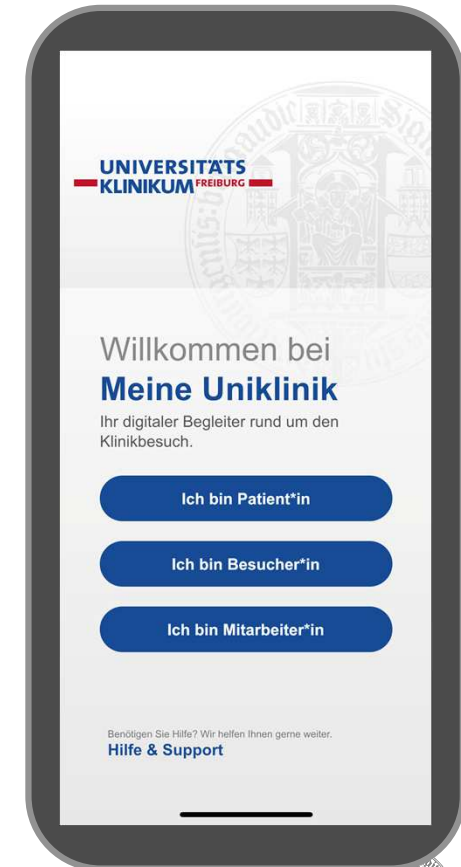 UNIVERSITÄTS
KLINIKUM FREIBURG
Willkommen bei
Meine Uniklinik
Ihr digitaler Begleiter rund um den
Klinikbesuch.
Ich bin Patient*in
Ich bin Besucher*in
Ich bin Mitarbeiter*in
Benötigen Sie Hilfe? Wir helfen Ihnen gerne weiter.
Hilfe & Support